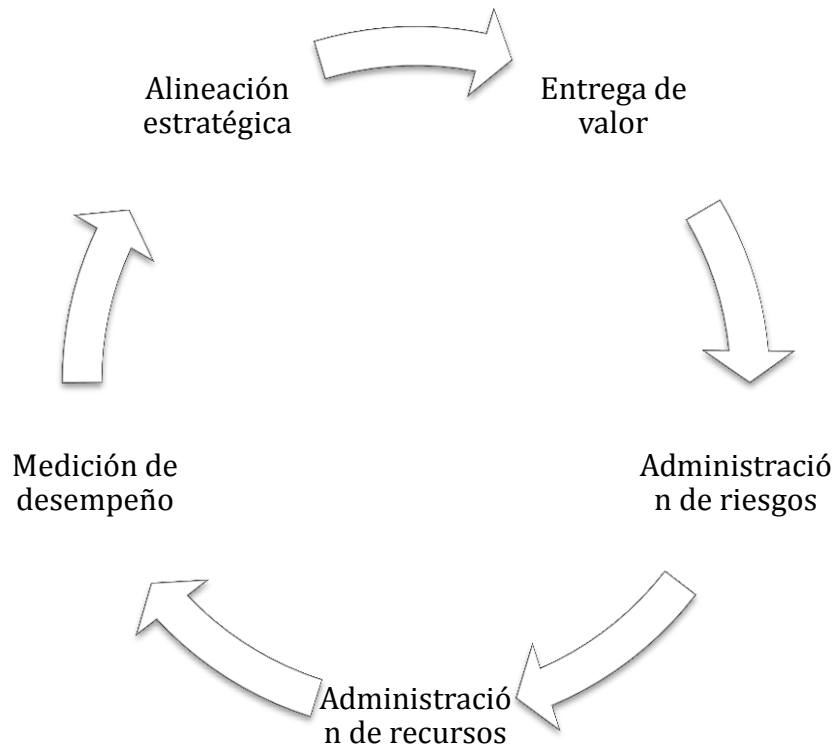 Alineación
estratégica
Entrega de
valor
Administració
n de riesgos
Administració
n de recursos
Medición de
desempeño